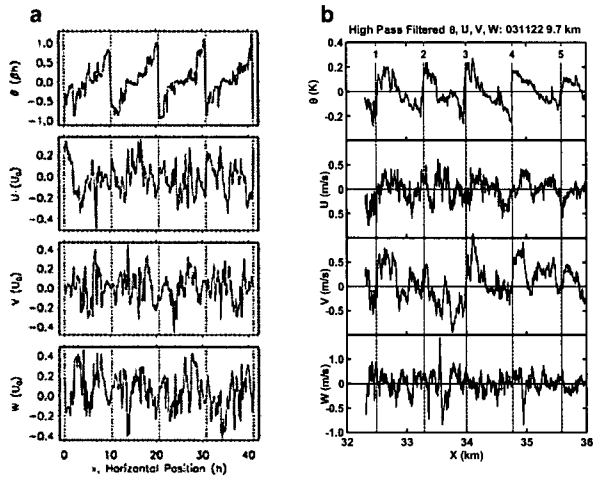 a
b
High Pass Filtered θ, U, V, W: 031122 9.7 km
1 2 3 4 5
θ (βh)
1.0
0.5
0.0
-0.5
-1.0
U (U₀)
0.2
0.0
-0.2
-0.4
V (U₀)
0.4
0.2
0.0
-0.2
-0.4
w (U₀)
0.4
0.2
0.0
-0.2
-0.4
0 10 20 30 40
x, Horizontal Position (h)
θ (K)
0.4
0.2
0
-0.2
U (m/s)
0.5
0
0.5
V (m/s)
0.5
0
-0.5
W (m/s)
1.0
0.5
0
-0.5
-1.0
32 33 34 35 36
X (km)